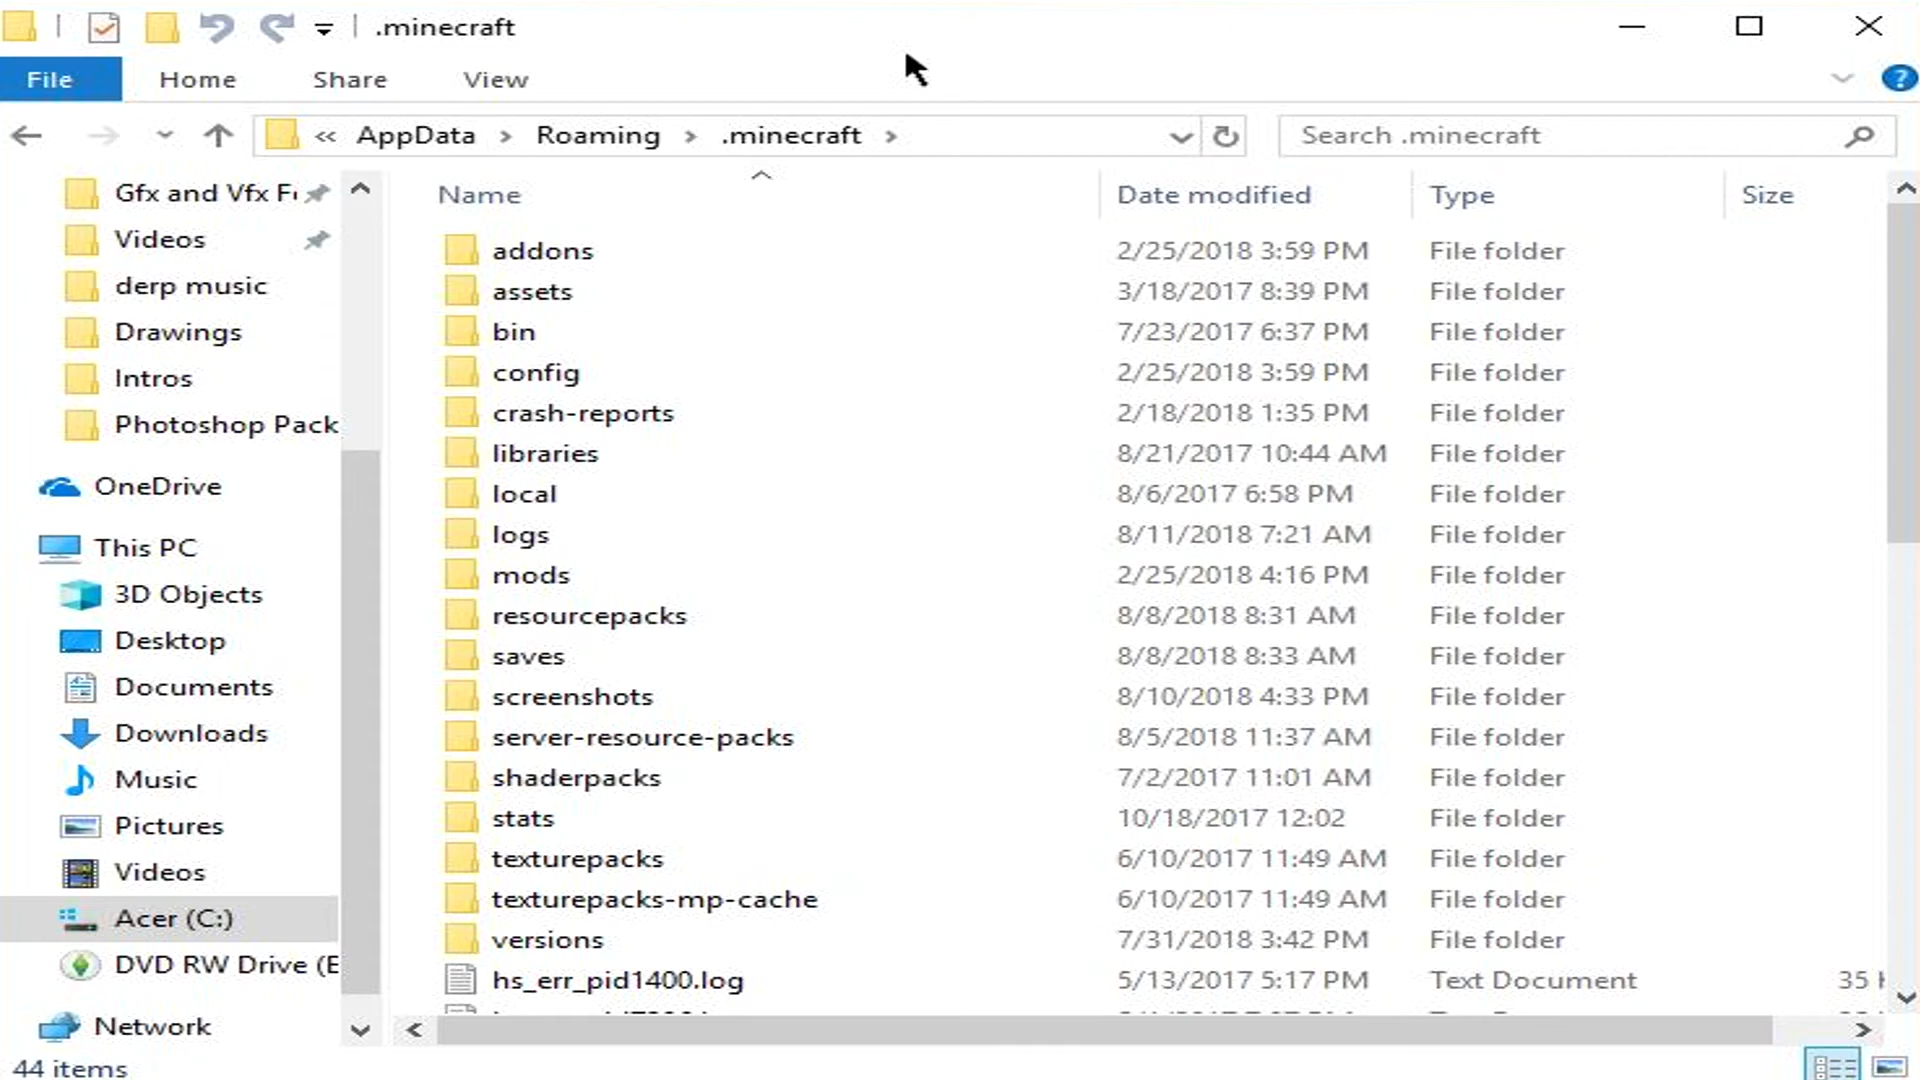 .minecraft
File Home Share View
« AppData > Roaming > .minecraft >
Search .minecraft
Gfx and Vfx F
Videos
derp music
Drawings
Intros
Photoshop Pack
OneDrive
This PC
3D Objects
Desktop
Documents
Downloads
Music
Pictures
Videos
Acer (C:)
DVD RW Drive (E
Network
Name Date modified Type Size
addons 2/25/2018 3:59 PM File folder
assets 3/18/2017 8:39 PM File folder
bin 7/23/2017 6:37 PM File folder
config 2/25/2018 3:59 PM File folder
crash-reports 2/18/2018 1:35 PM File folder
libraries 8/21/2017 10:44 AM File folder
local 8/6/2017 6:58 PM File folder
logs 8/11/2018 7:21 AM File folder
mods 2/25/2018 4:16 PM File folder
resourcepacks 8/8/2018 8:31 AM File folder
saves 8/8/2018 8:33 AM File folder
screenshots 8/10/2018 4:33 PM File folder
server-resource-packs 8/5/2018 11:37 AM File folder
shaderpacks 7/2/2017 11:01 AM File folder
stats 10/18/2017 12:02 File folder
texturepacks 6/10/2017 11:49 AM File folder
texturepacks-mp-cache 6/10/2017 11:49 AM File folder
versions 7/31/2018 3:42 PM File folder
hs_err_pid1400.log 5/13/2017 5:17 PM Text Document 35
44 items